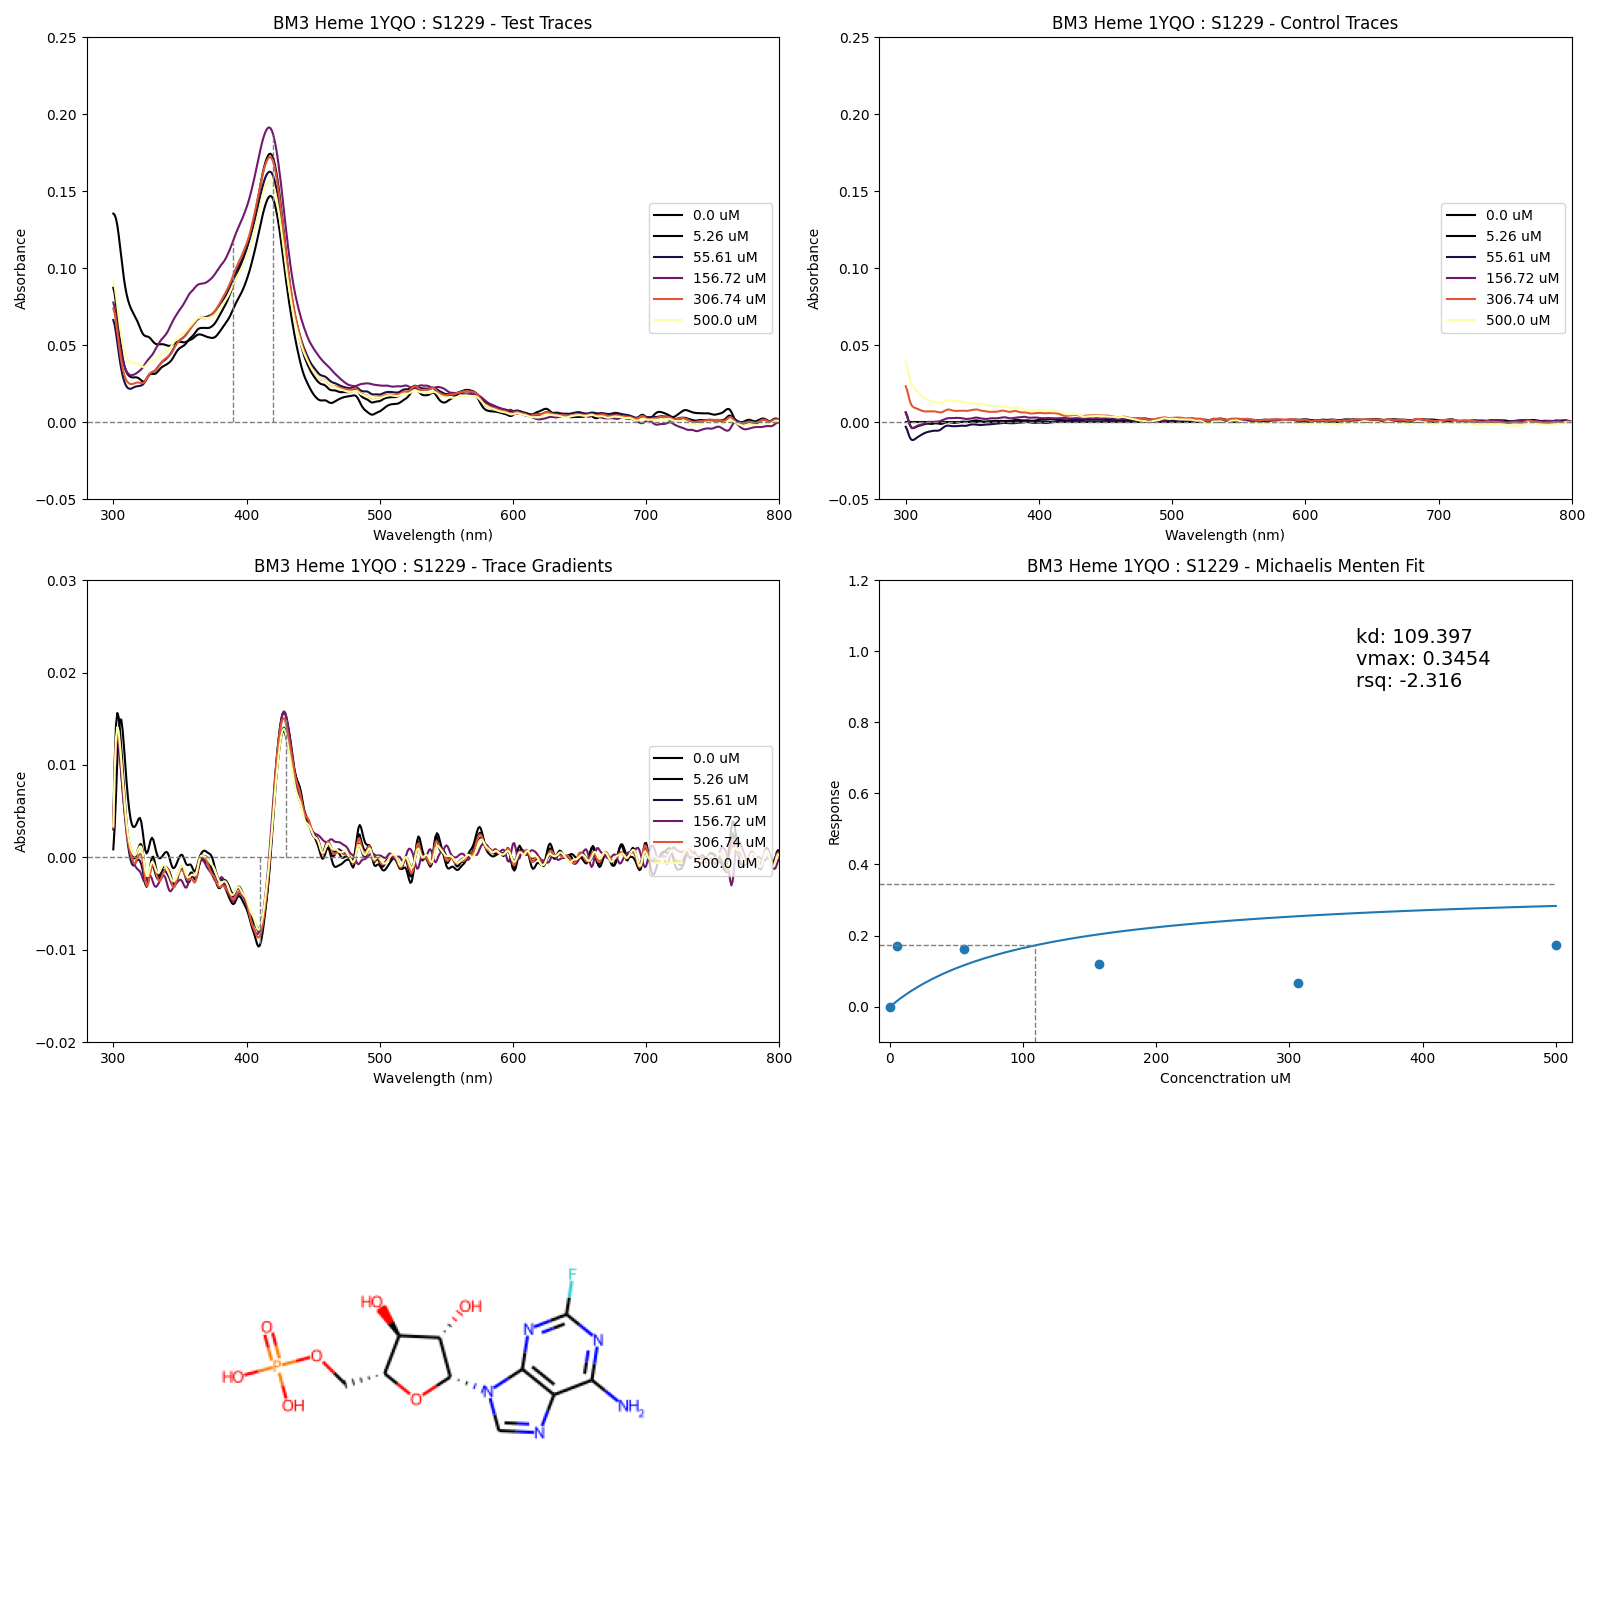 BM3 Heme 1YQO : S1229 - Test Traces
0.25
0.20
0.15
0.10
0.05
0.00
−0.05
Absorbance
300 400 500 600 700 800
Wavelength (nm)
0.0 uM
5.26 uM
55.61 uM
156.72 uM
306.74 uM
500.0 uM
BM3 Heme 1YQO : S1229 - Control Traces
0.25
0.20
0.15
0.10
0.05
0.00
−0.05
Absorbance
300 400 500 600 700 800
Wavelength (nm)
0.0 uM
5.26 uM
55.61 uM
156.72 uM
306.74 uM
500.0 uM
BM3 Heme 1YQO : S1229 - Trace Gradients
0.03
0.02
0.01
0.00
−0.01
−0.02
Absorbance
300 400 500 600 700 800
Wavelength (nm)
0.0 uM
5.26 uM
55.61 uM
156.72 uM
306.74 uM
500.0 uM
BM3 Heme 1YQO : S1229 - Michaelis Menten Fit
1.2
1.0
0.8
0.6
0.4
0.2
0.0
Response
kd: 109.397
vmax: 0.3454
rsq: -2.316
0 100 200 300 400 500
Concenctration uM
F
HO OH
N N
O
O
P
HO
OH
O
N
NH2
N